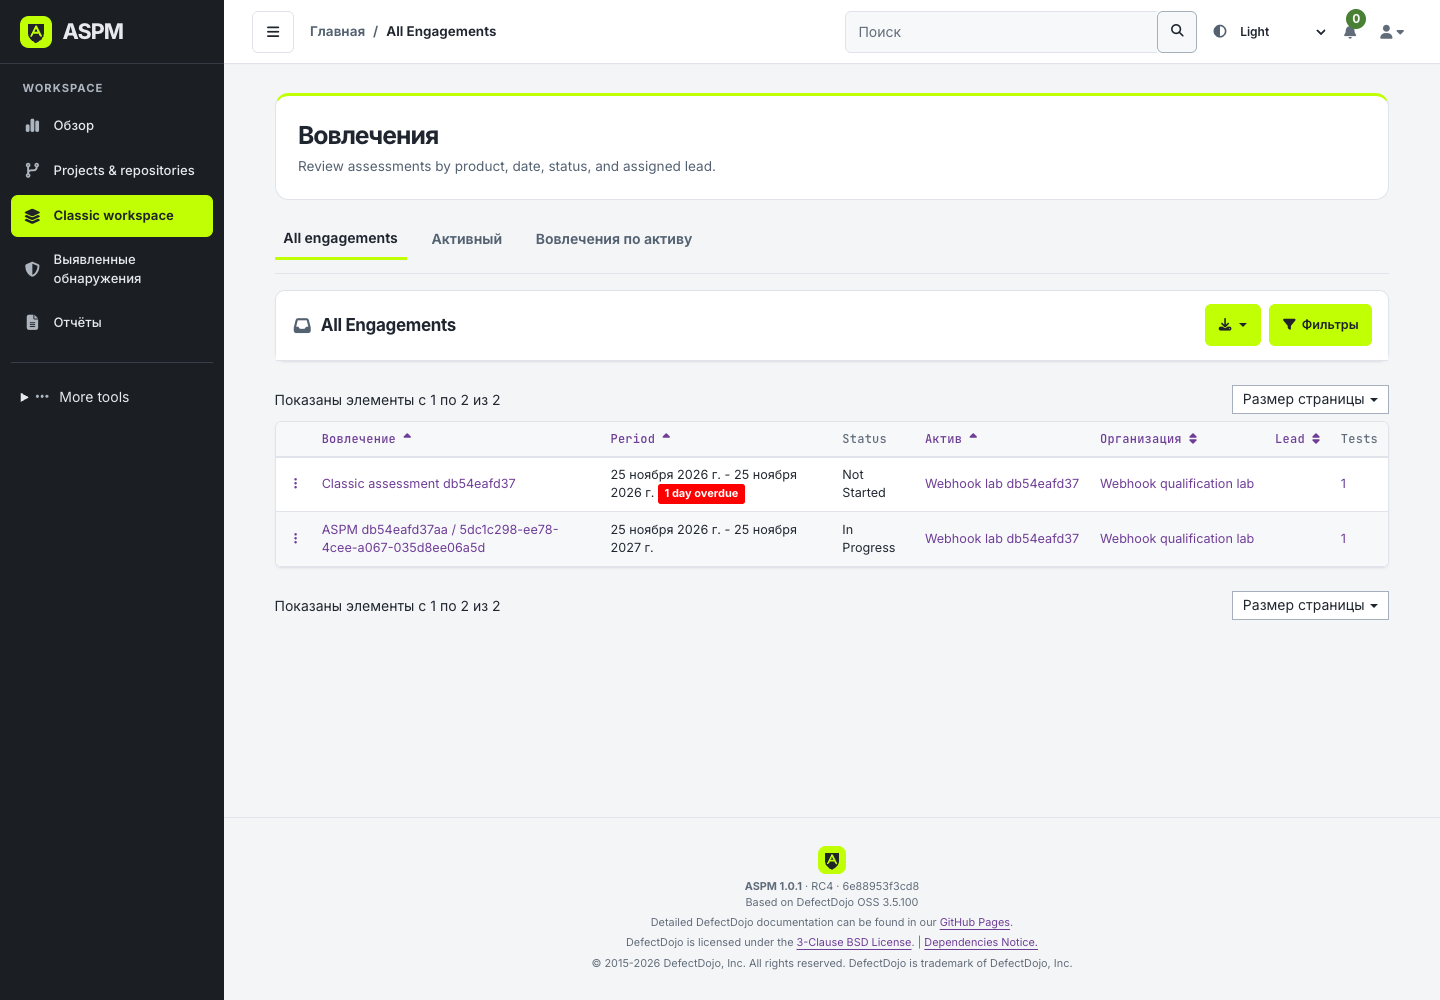 ASPM
Главная / All Engagements
Поиск
Light
0
WORKSPACE
Обзор
Projects & repositories
Classic workspace
Выявленные
обнаружения
Отчёты
More tools
Вовлечения
Review assessments by product, date, status, and assigned lead.
All engagements
Активный
Вовлечения по активу
All Engagements
Фильтры
Показаны элементы с 1 по 2 из 2
Размер страницы
Вовлечение Period Status Актив Организация Lead Tests
Classic assessment db54eafd37
25 ноября 2026 г. - 25 ноября
2026 г. 1 day overdue
Not
Started
Webhook lab db54eafd37
Webhook qualification lab
1
ASPM db54eafd37aa / 5dc1c298-ee78-
4cee-a067-035d8ee06a5d
25 ноября 2026 г. - 25 ноября
2027 г.
In
Progress
Webhook lab db54eafd37
Webhook qualification lab
1
Показаны элементы с 1 по 2 из 2
Размер страницы
ASPM 1.0.1 · RC4 · 6e88953f3cd8
Based on DefectDojo OSS 3.5.100
Detailed DefectDojo documentation can be found in our GitHub Pages.
DefectDojo is licensed under the 3-Clause BSD License. | Dependencies Notice.
© 2015-2026 DefectDojo, Inc. All rights reserved. DefectDojo is trademark of DefectDojo, Inc.